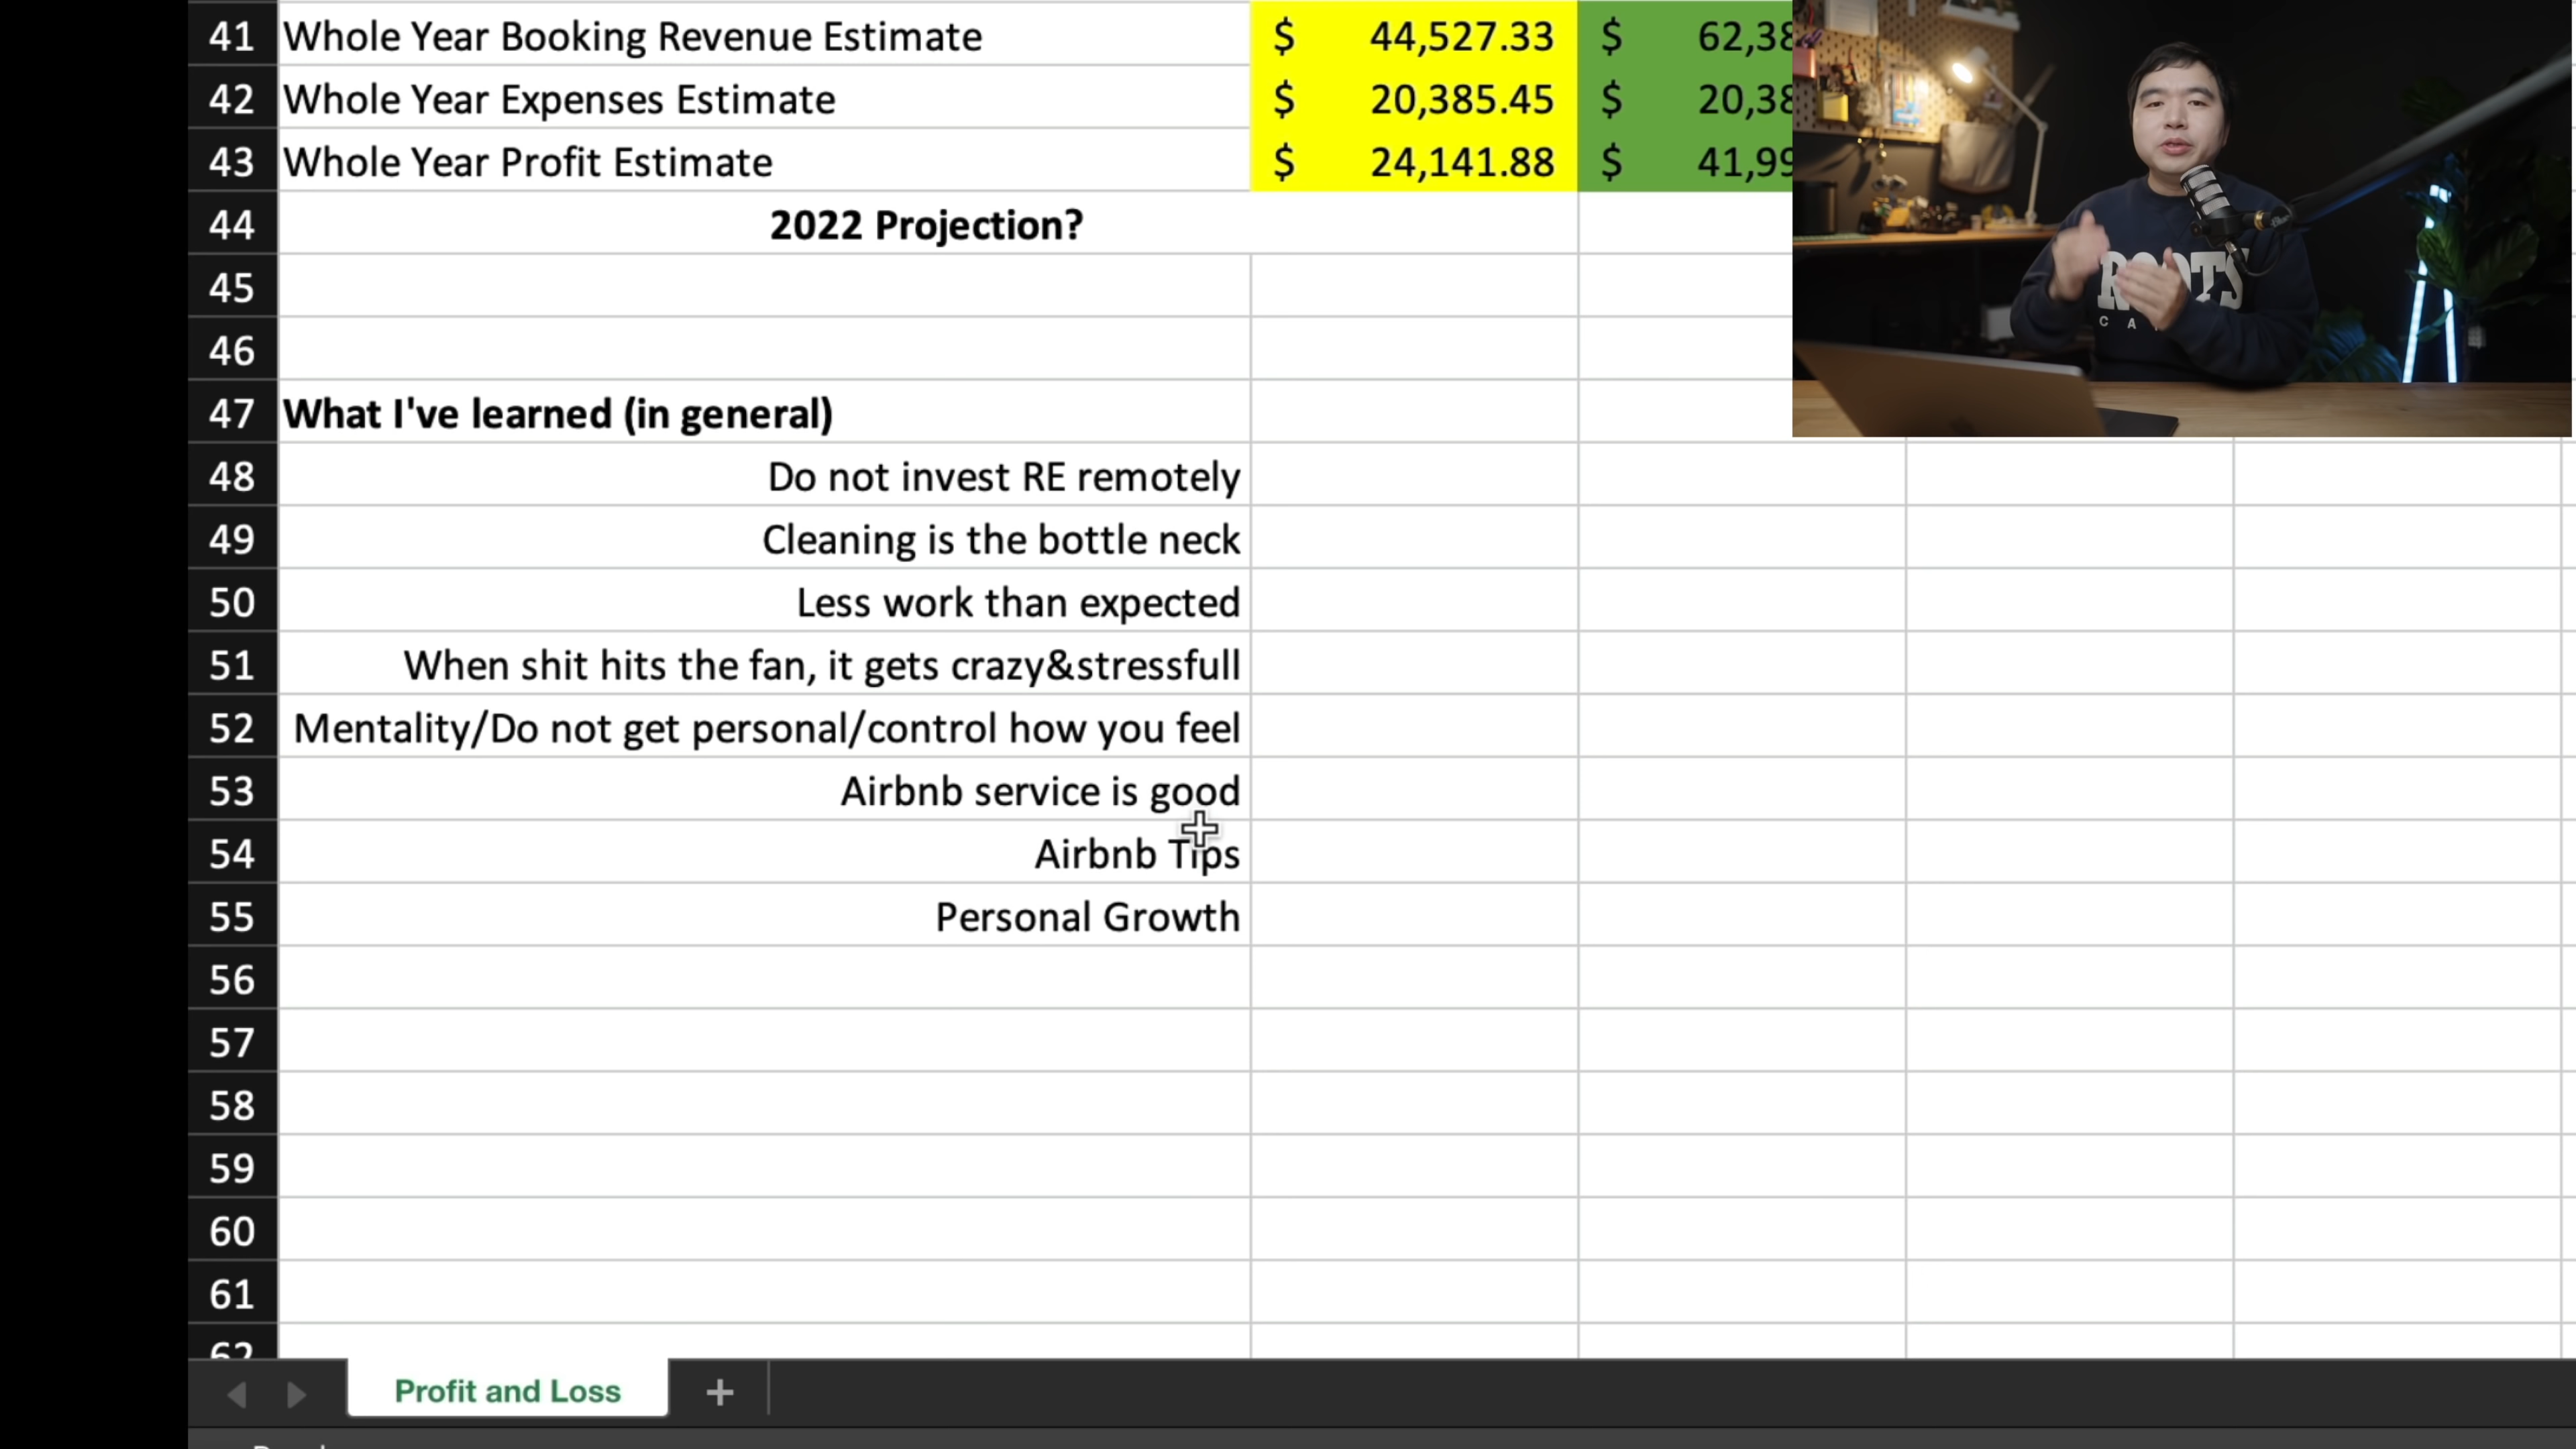 41 Whole Year Booking Revenue Estimate $ 44,527.33 $ 62,38
42 Whole Year Expenses Estimate $ 20,385.45 $ 20,38
43 Whole Year Profit Estimate $ 24,141.88 $ 41,99
44 2022 Projection?
45
46
47 What I've learned (in general)
48 Do not invest RE remotely
49 Cleaning is the bottle neck
50 Less work than expected
51 When shit hits the fan, it gets crazy&stressfull
52 Mentality/Do not get personal/control how you feel
53 Airbnb service is good
54 Airbnb Tips
55 Personal Growth
56
57
58
59
60
61
62
Profit and Loss +